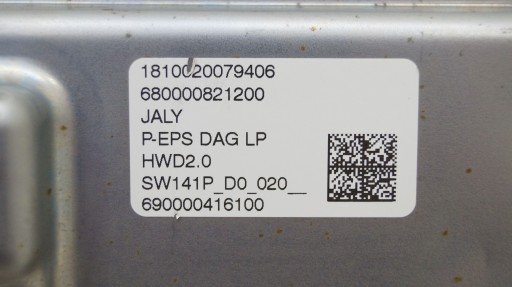 1810020079406
680000821200
JALY
P-EPS DAG LP
HWD2.0
SW141P_D0_020__
690000416100